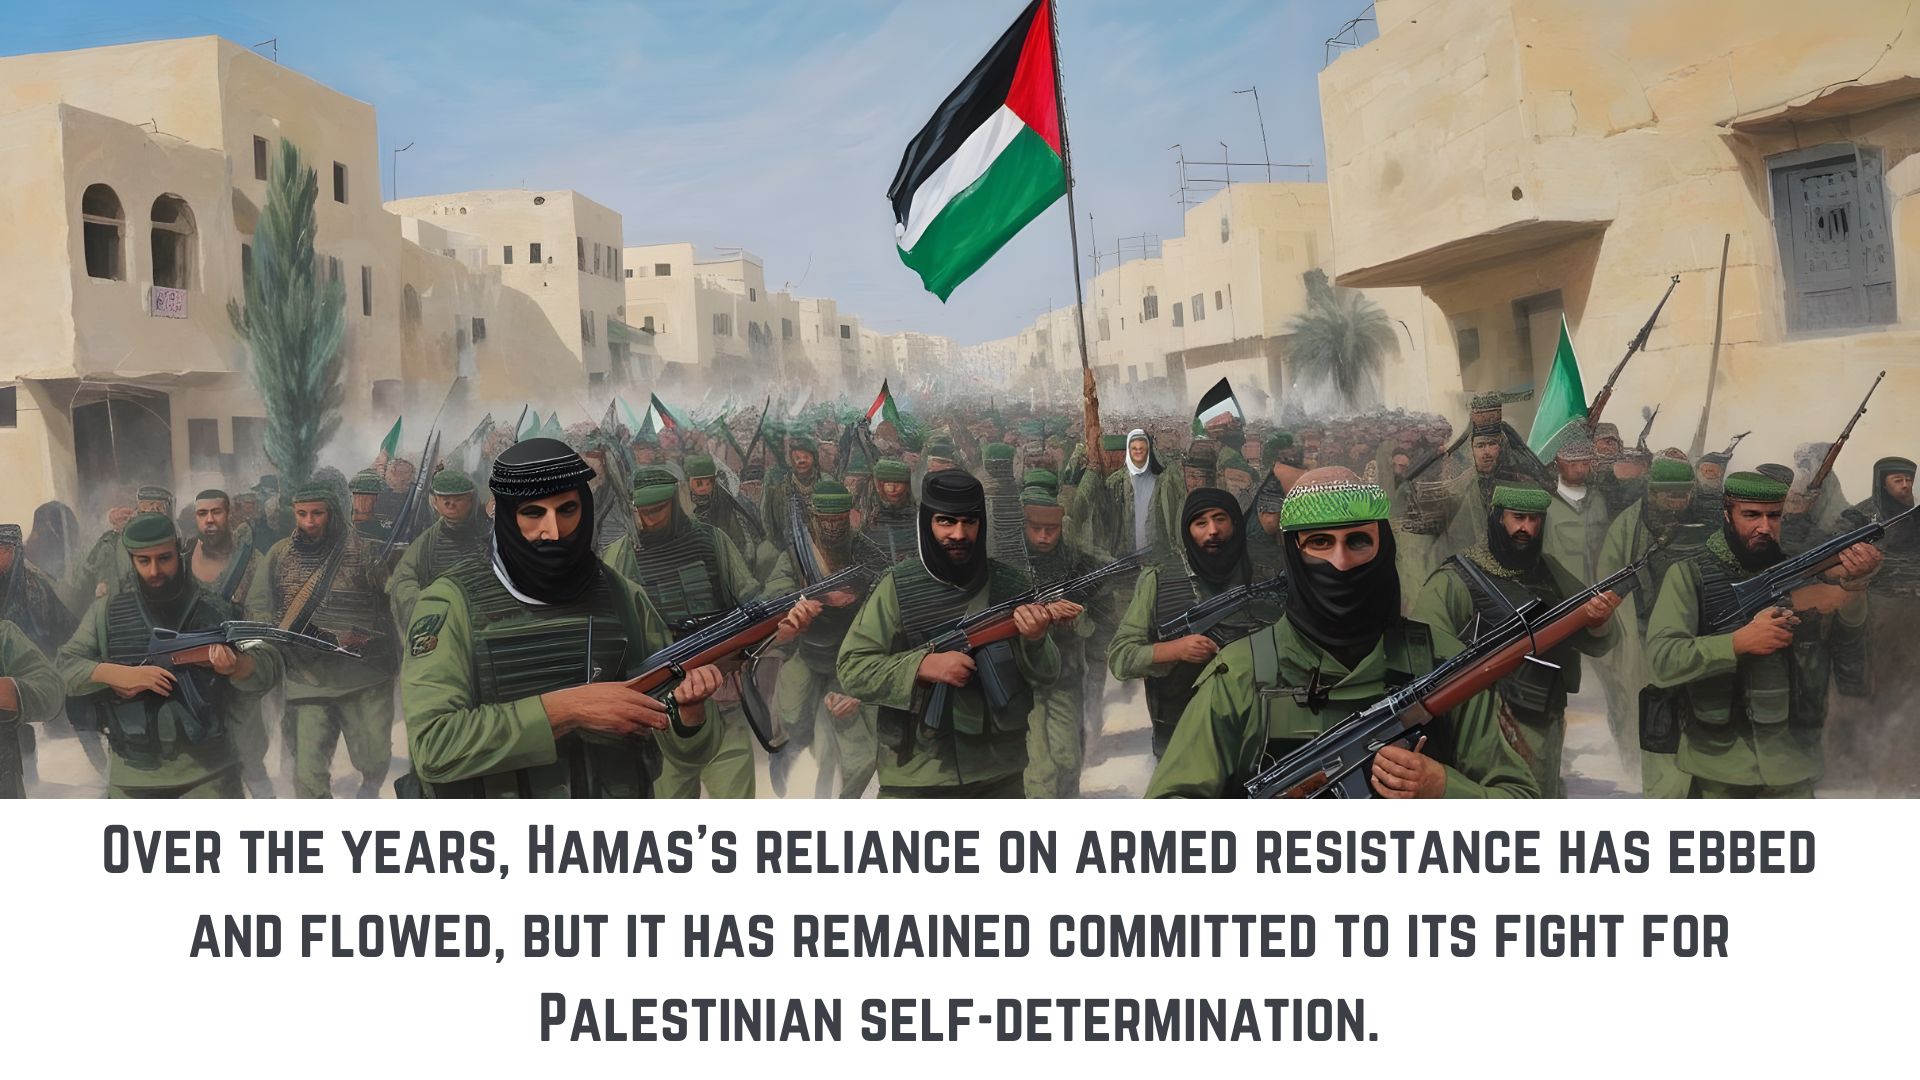 Over the years, Hamas's reliance on armed resistance has ebbed
and flowed, but it has remained committed to its fight for
Palestinian self-determination.